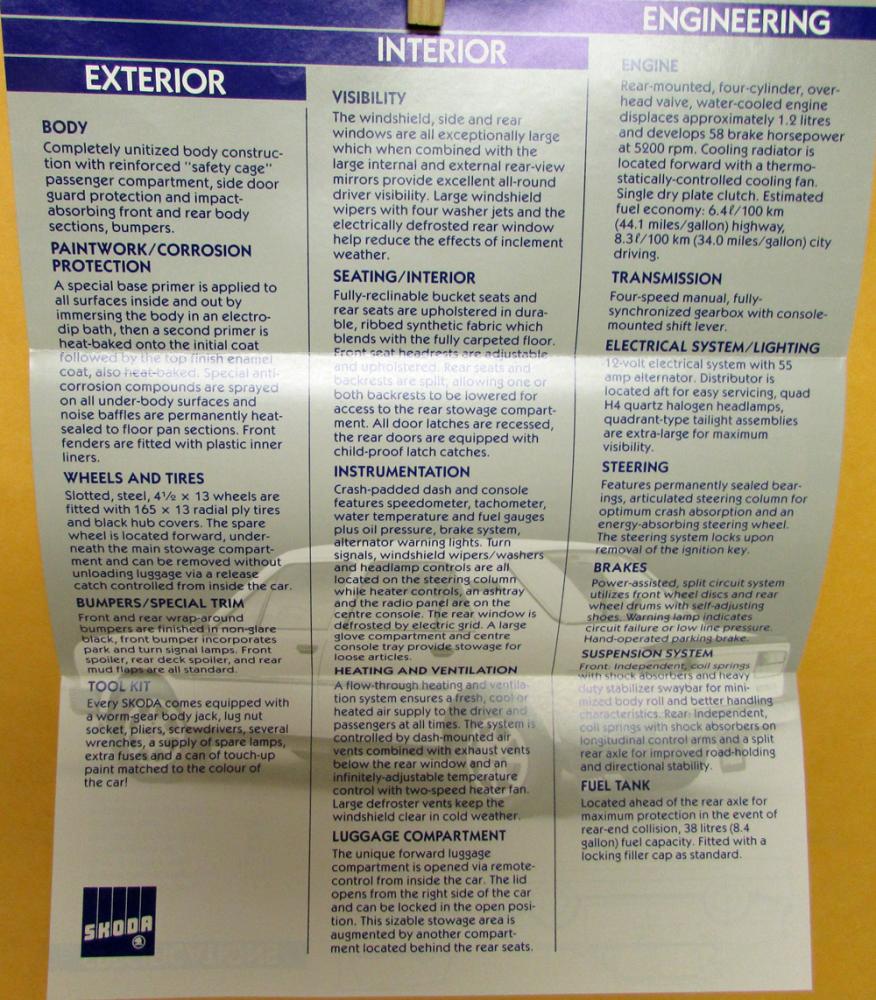 EXTERIOR
BODY
Completely unitized body construc-
tion with reinforced "safety cage"
passenger compartment, side door
guard protection and impact-
absorbing front and rear body
sections, bumpers.
PAINTWORK/CORROSION
PROTECTION
A special base primer is applied to
all surfaces inside and out by
immersing the body in an electro-
dip bath, then a second primer is
heat-baked onto the initial coat
followed by the top finish enamel
coat, also heat-baked. Special anti-
corrosion compounds are sprayed
on all under-body surfaces and
noise baffles are permanently heat-
sealed to floor pan sections. Front
fenders are fitted with plastic inner
liners.
WHEELS AND TIRES
Slotted, steel, 4½ × 13 wheels are
fitted with 165 × 13 radial ply tires
and black hub covers. The spare
wheel is located forward, under-
neath the main stowage compart-
ment and can be removed without
unloading luggage via a release
catch controlled from inside the car.
BUMPERS/SPECIAL TRIM
Front and rear wrap-around
bumpers are finished in non-glare
black, front bumper incorporates
park and turn signal lamps. Front
spoiler, rear deck spoiler, and rear
mud flaps are all standard.
TOOL KIT
Every SKODA comes equipped with
a worm-gear body jack, lug nut
socket, pliers, screwdrivers, several
wrenches, a supply of spare lamps,
extra fuses and a can of touch-up
paint matched to the colour of
the car!
SKODA
INTERIOR
VISIBILITY
The windshield, side and rear
windows are all exceptionally large
which when combined with the
large internal and external rear-view
mirrors provide excellent all-round
driver visibility. Large windshield
wipers with four washer jets and the
electrically defrosted rear window
help reduce the effects of inclement
weather.
SEATING/INTERIOR
Fully-reclinable bucket seats and
rear seats are upholstered in dura-
ble, ribbed synthetic fabric which
blends with the fully carpeted floor.
Front seat headrests are adjustable
and upholstered. Rear seats and
backrests are split, allowing one or
both backrests to be lowered for
access to the rear stowage compart-
ment. All door latches are recessed,
the rear doors are equipped with
child-proof latch catches.
INSTRUMENTATION
Crash-padded dash and console
features speedometer, tachometer,
water temperature and fuel gauges
plus oil pressure, brake system,
alternator warning lights. Turn
signals, windshield wipers/washers
and headlamp controls are all
located on the steering column
while heater controls, an ashtray
and the radio panel are on the
centre console. The rear window is
defrosted by electric grid. A large
glove compartment and centre
console tray provide stowage for
loose articles.
HEATING AND VENTILATION
A flow-through heating and ventila-
tion system ensures a fresh, cool or
heated air supply to the driver and
passengers at all times. The system is
controlled by dash-mounted air
vents combined with exhaust vents
below the rear window and an
infinitely-adjustable temperature
control with two-speed heater fan.
Large defroster vents keep the
windshield clear in cold weather.
LUGGAGE COMPARTMENT
The unique forward luggage
compartment is opened via remote-
control from inside the car. The lid
opens from the right side of the car
and can be locked in the open posi-
tion. This sizable stowage area is
augmented by another compart-
ment located behind the rear seats.
ENGINEERING
ENGINE
Rear-mounted, four-cylinder, over-
head valve, water-cooled engine
displaces approximately 1.2 litres
and develops 58 brake horsepower
at 5200 rpm. Cooling radiator is
located forward with a thermo-
statically-controlled cooling fan.
Single dry plate clutch. Estimated
fuel economy: 6.4ℓ/100 km
(44.1 miles/gallon) highway,
8.3ℓ/100 km (34.0 miles/gallon) city
driving.
TRANSMISSION
Four-speed manual, fully-
synchronized gearbox with console-
mounted shift lever.
ELECTRICAL SYSTEM/LIGHTING
12-volt electrical system with 55
amp alternator. Distributor is
located aft for easy servicing, quad
H4 quartz halogen headlamps,
quadrant-type tailight assemblies
are extra-large for maximum
visibility.
STEERING
Features permanently sealed bear-
ings, articulated steering column for
optimum crash absorption and an
energy-absorbing steering wheel.
The steering system locks upon
removal of the ignition key.
BRAKES
Power-assisted, split circuit system
utilizes front wheel discs and rear
wheel drums with self-adjusting
shoes. Warning lamp indicates
circuit failure or low line pressure.
Hand-operated parking brake.
SUSPENSION SYSTEM
Front: Independent, coil springs
with shock absorbers and heavy
duty stabilizer swaybar for mini-
mized body roll and better handling
characteristics. Rear: Independent,
coil springs with shock absorbers on
longitudinal control arms and a split
rear axle for improved road-holding
and directional stability.
FUEL TANK
Located ahead of the rear axle for
maximum protection in the event of
rear-end collision, 38 litres (8.4
gallon) fuel capacity. Fitted with a
locking filler cap as standard.